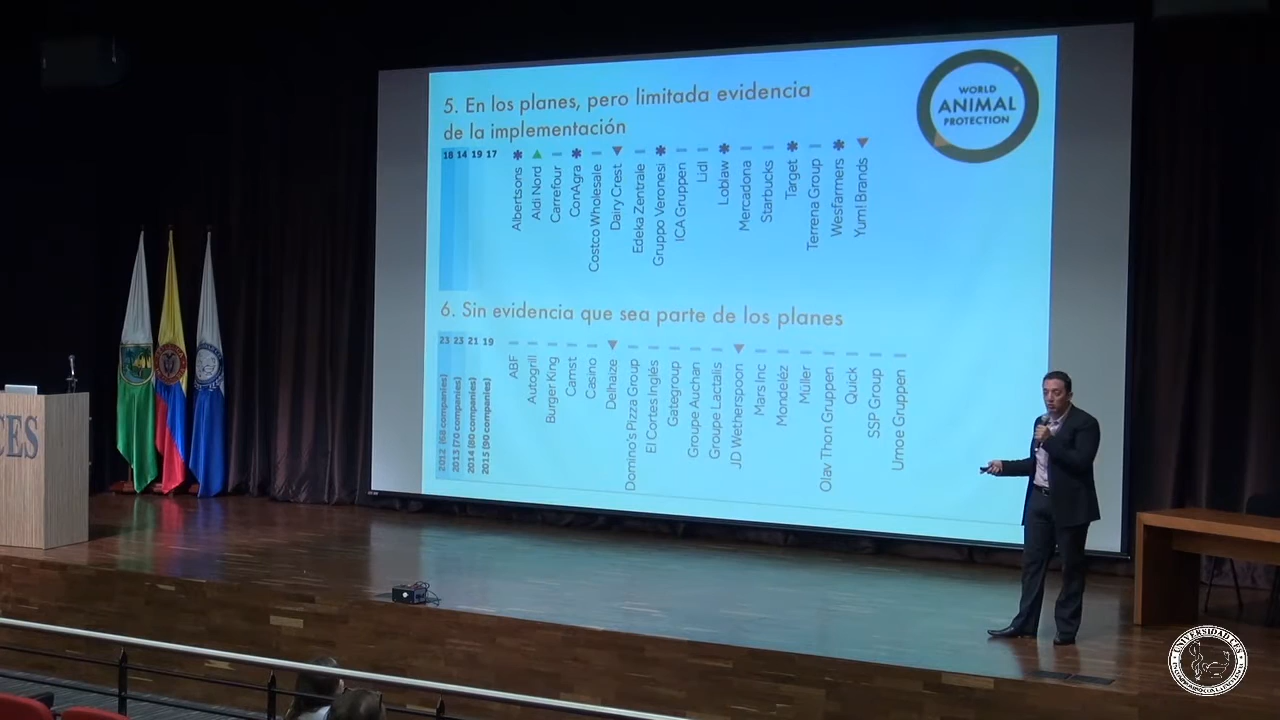 5. En los planes, pero limitada evidencia
de la implementación
WORLD
ANIMAL
PROTECTION
18 14 19 17
Albertsons
Aldi Nord
Carrefour
ConAgra
Costco Wholesale
Dairy Crest
Edeka Zentrale
Gruppo Veronesi
ICA Gruppen
Lidl
Loblaw
Mercadona
Starbucks
Target
Terrena Group
Wesfarmers
Yum! Brands
6. Sin evidencia que sea parte de los planes
23 23 21 19
2012 (68 companies)
2013 (70 companies)
2014 (80 companies)
2015 (90 companies)
ABF
Autogrill
Burger King
Camst
Casino
Delhaize
Domino's Pizza Group
El Cortes Inglés
Gategroup
Groupe Auchan
Groupe Lactalis
JD Wetherspoon
Mars Inc
Mondeléz
Müller
Olav Thon Gruppen
Quick
SSP Group
Umoe Gruppen
CES
UNIVERSIDAD CES